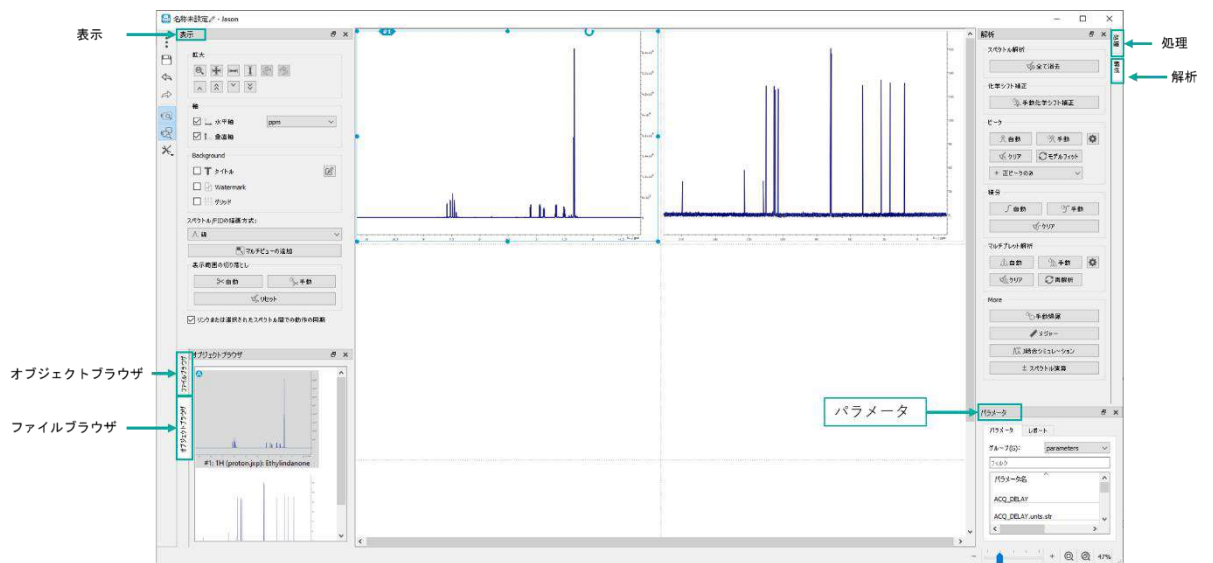 名称未設定 - Jason
表示
表示
拡大
軸
水平軸
ppm
垂直軸
Background
タイトル
Watermark
グリッド
スペクトル/FIDの描画方式:
線
マルチビューの追加
表示範囲の切り落とし
自動
手動
リセット
リンクまたは選択されたスペクトル間での動作の同期
オブジェクトブラウザ
ファイルブラウザ
ファイルブラウザ
オブジェクトブラウザ
オブジェクトブラウザ
#1: 1H (proton.jsp): Ethylindanone
#1
解析
スペクトル解析
全て消去
化学シフト補正
手動化学シフト補正
ピーク
自動
手動
クリア
モデルフィット
+ 正ピークのみ
積分
自動
手動
クリア
マルチプレット解析
自動
手動
クリア
再解析
More
手動帰属
メジャー
J結合シミュレーション
± スペクトル演算
処理
解析
パラメータ
パラメータ
パラメータ
レポート
グループ(G):
parameters
フィルタ
パラメータ名
ACQ_DELAY
ACQ_DELAY.units.str
47%